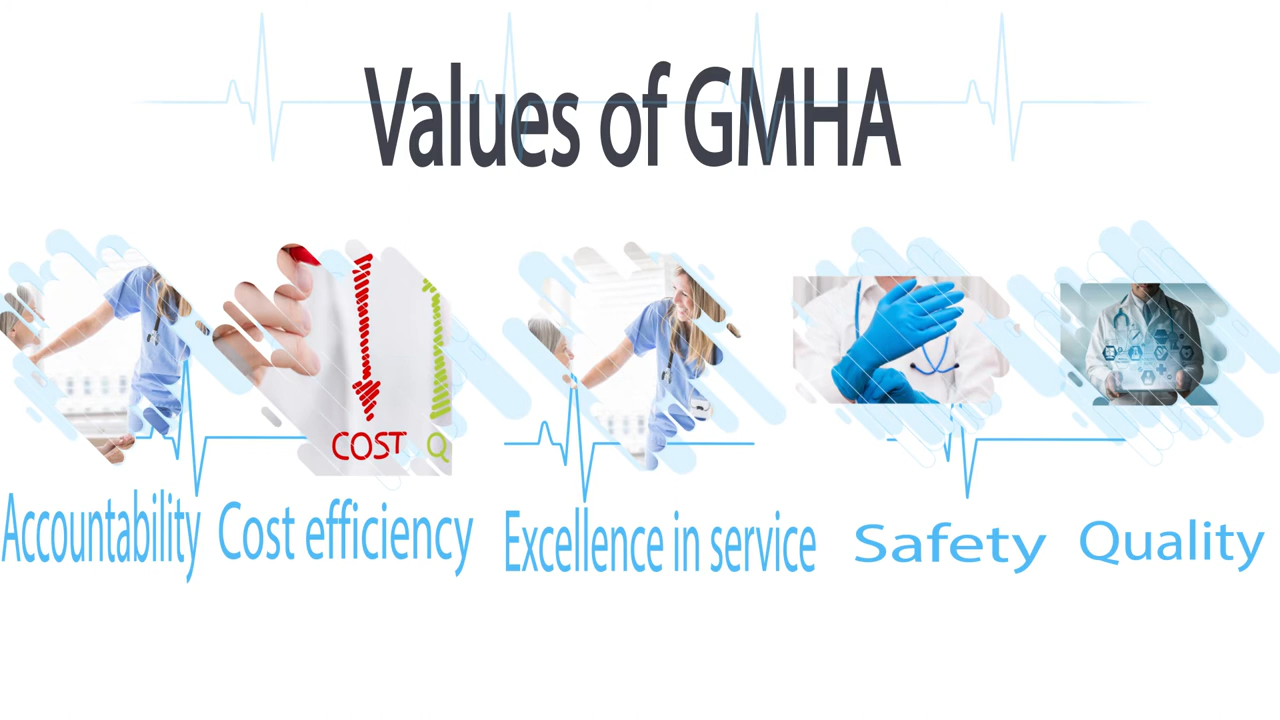 Values of GMHA
COST Q
Accountability Cost efficiency Excellence in service Safety Quality